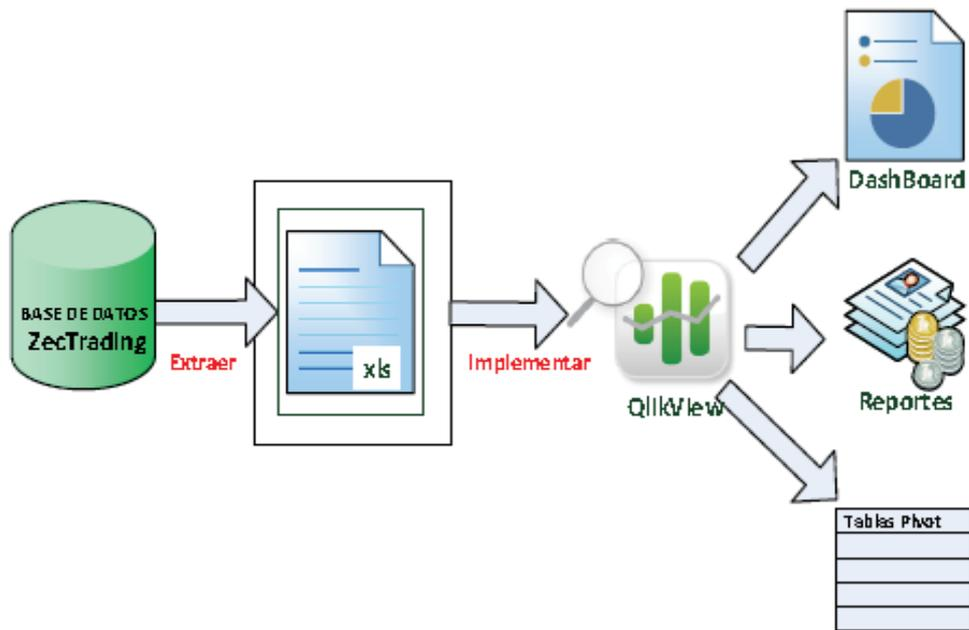 BASE DE DATOS
ZecTrading
Extraer
xls
Implementar
QlikView
DashBoard
Reportes
Tablas Pivot